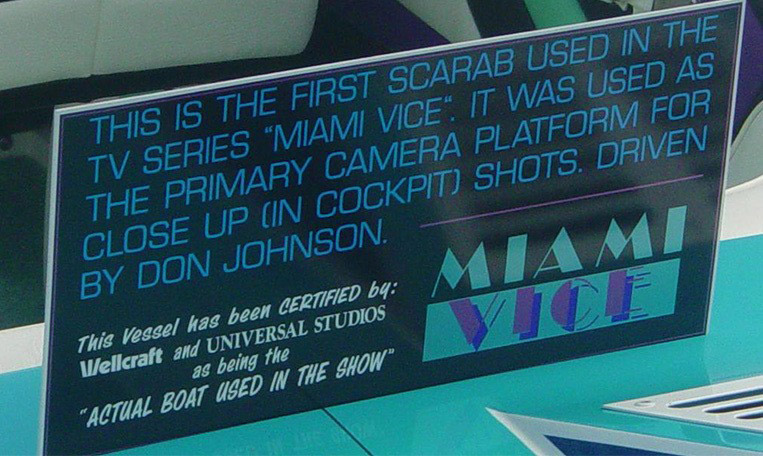 THIS IS THE FIRST SCARAB USED IN THE
TV SERIES "MIAMI VICE". IT WAS USED AS
THE PRIMARY CAMERA PLATFORM FOR
CLOSE UP (IN COCKPIT) SHOTS. DRIVEN
BY DON JOHNSON.
This Vessel has been CERTIFIED by:
Wellcraft and UNIVERSAL STUDIOS
as being the
"ACTUAL BOAT USED IN THE SHOW"
MIAMI
VICE